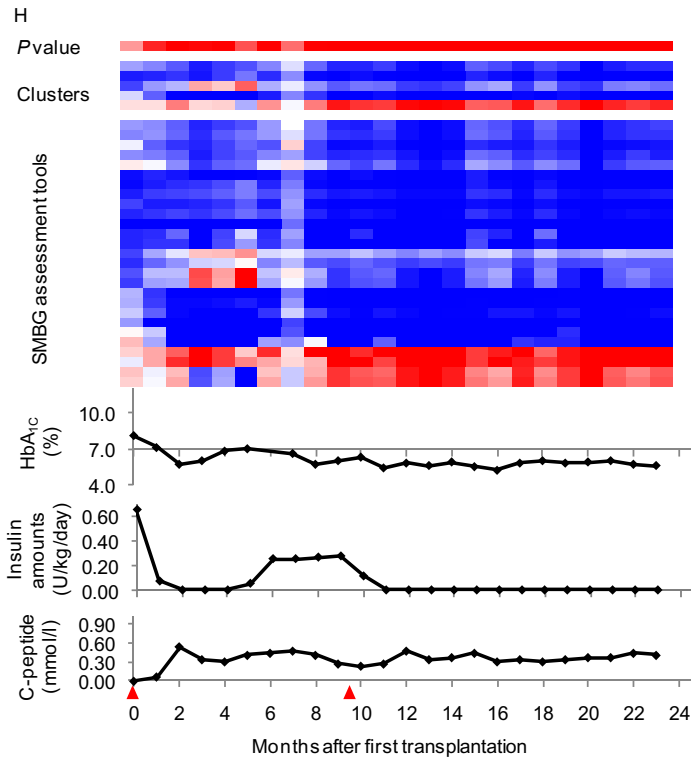 H
P value
Clusters
SMBG assessment tools
HbA1C
(%)
10.0
7.0
4.0
Insulin
amounts
(U/kg/day)
0.60
0.40
0.20
0.00
C-peptide
(mmol/l)
0.90
0.60
0.30
0.00
0 2 4 6 8 10 12 14 16 18 20 22 24
Months after first transplantation